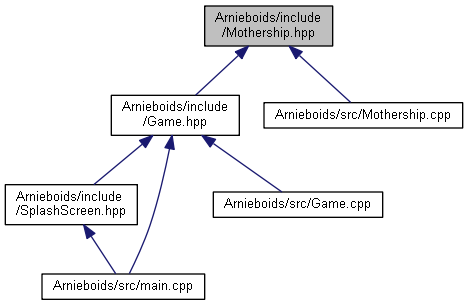 Arnieboids/include
/Mothership.hpp
Arnieboids/include
/Game.hpp
Arnieboids/src/Mothership.cpp
Arnieboids/include
/SplashScreen.hpp
Arnieboids/src/Game.cpp
Arnieboids/src/main.cpp